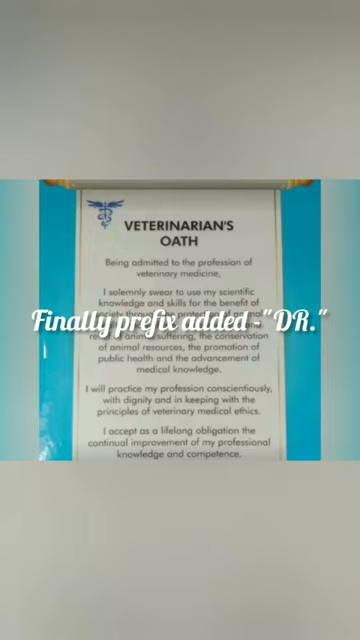 VETERINARIAN'S
OATH
Being admitted to the profession of
veterinary medicine,
I solemnly swear to use my scientific
knowledge and skills for the benefit of
Finally prefix added -"DR."
animal suffering, the conservation
of animal resources, the promotion of
public health and the advancement of
medical knowledge.
I will practice my profession conscientiously,
with dignity and in keeping with the
principles of veterinary medical ethics.
I accept as a lifelong obligation the
continual improvement of my professional
knowledge and competence.